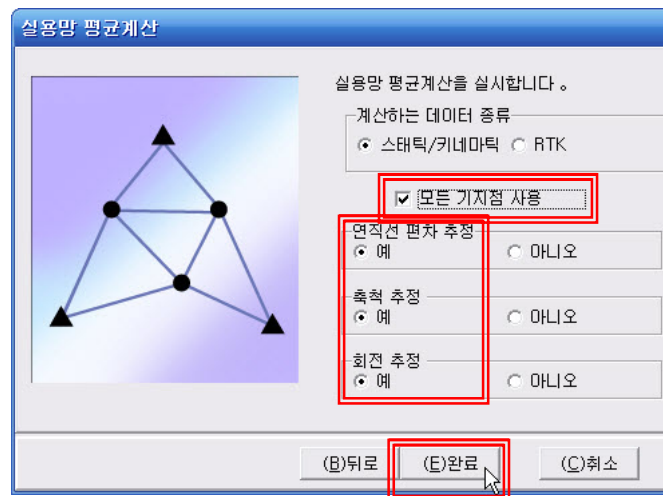 실용망 평균계산
실용망 평균계산을 실시합니다 。
계산하는 데이터 종류
스태틱/키네마틱 RTK
모든 기지점 사용
연직선 편차 추정
예 아니오
축척 추정
예 아니오
회전 추정
예 아니오
(B)뒤로 (E)완료 (C)취소